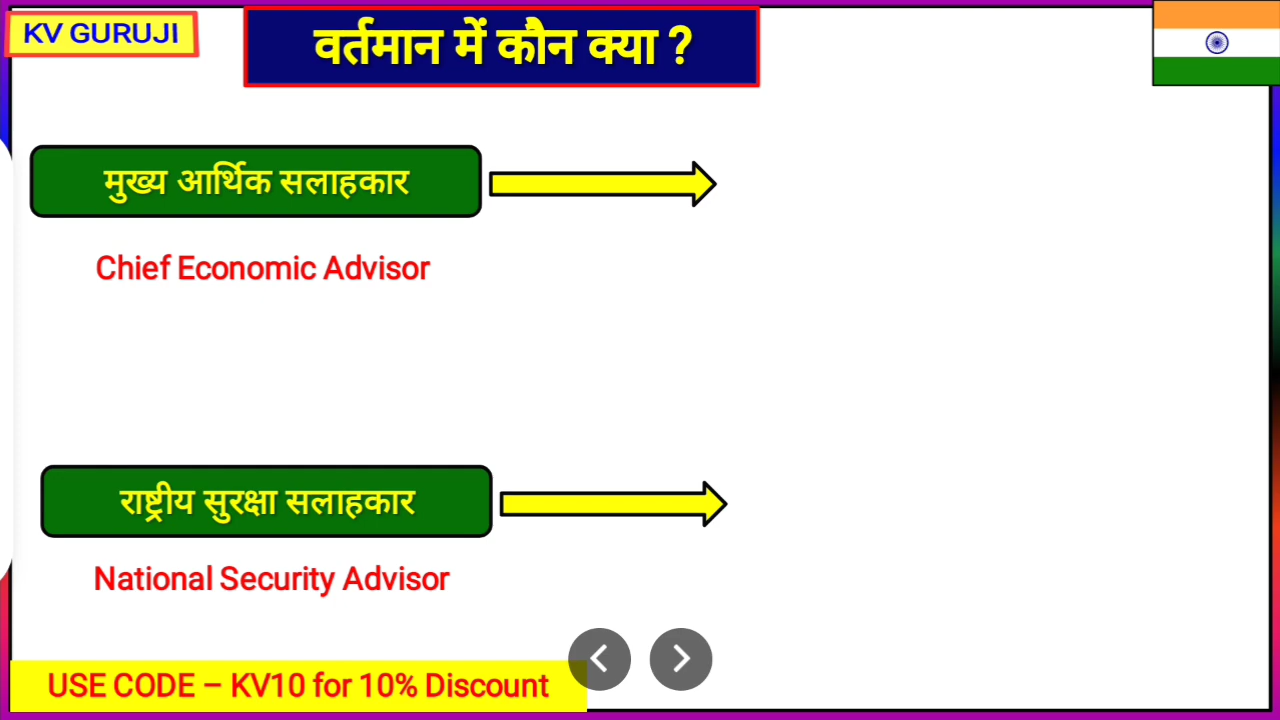 KV GURUJI
वर्तमान में कौन क्या ?
मुख्य आर्थिक सलाहकार
Chief Economic Advisor
राष्ट्रीय सुरक्षा सलाहकार
National Security Advisor
USE CODE – KV10 for 10% Discount